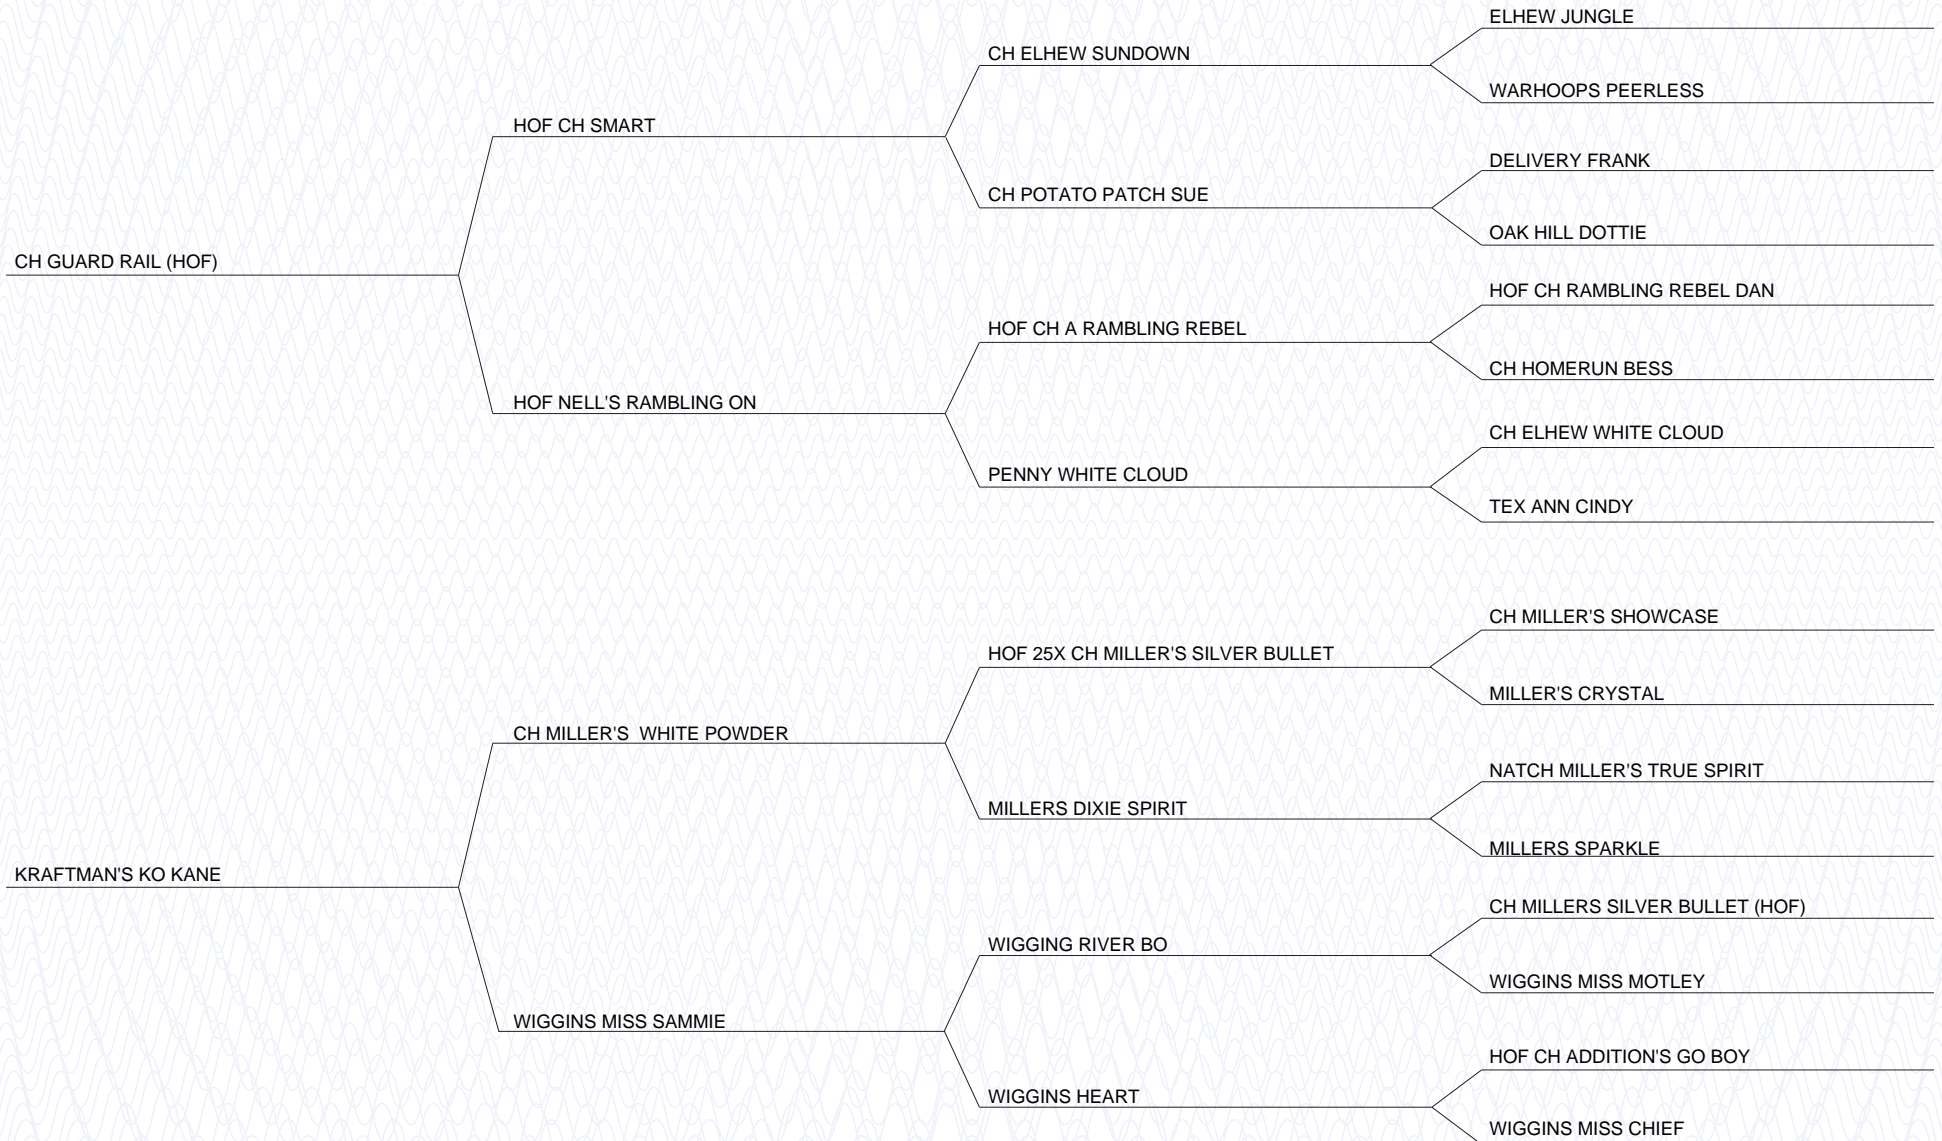 ELHEW JUNGLE
CH ELHEW SUNDOWN
WARHOOPS PEERLESS
HOF CH SMART
DELIVERY FRANK
CH POTATO PATCH SUE
OAK HILL DOTTIE
CH GUARD RAIL (HOF)
HOF CH RAMBLING REBEL DAN
HOF CH A RAMBLING REBEL
CH HOMERUN BESS
HOF NELL'S RAMBLING ON
CH ELHEW WHITE CLOUD
PENNY WHITE CLOUD
TEX ANN CINDY
CH MILLER'S SHOWCASE
HOF 25X CH MILLER'S SILVER BULLET
MILLER'S CRYSTAL
CH MILLER'S  WHITE POWDER
NATCH MILLER'S TRUE SPIRIT
MILLERS DIXIE SPIRIT
MILLERS SPARKLE
KRAFTMAN'S KO KANE
CH MILLERS SILVER BULLET (HOF)
WIGGING RIVER BO
WIGGINS MISS MOTLEY
WIGGINS MISS SAMMIE
HOF CH ADDITION'S GO BOY
WIGGINS HEART
WIGGINS MISS CHIEF